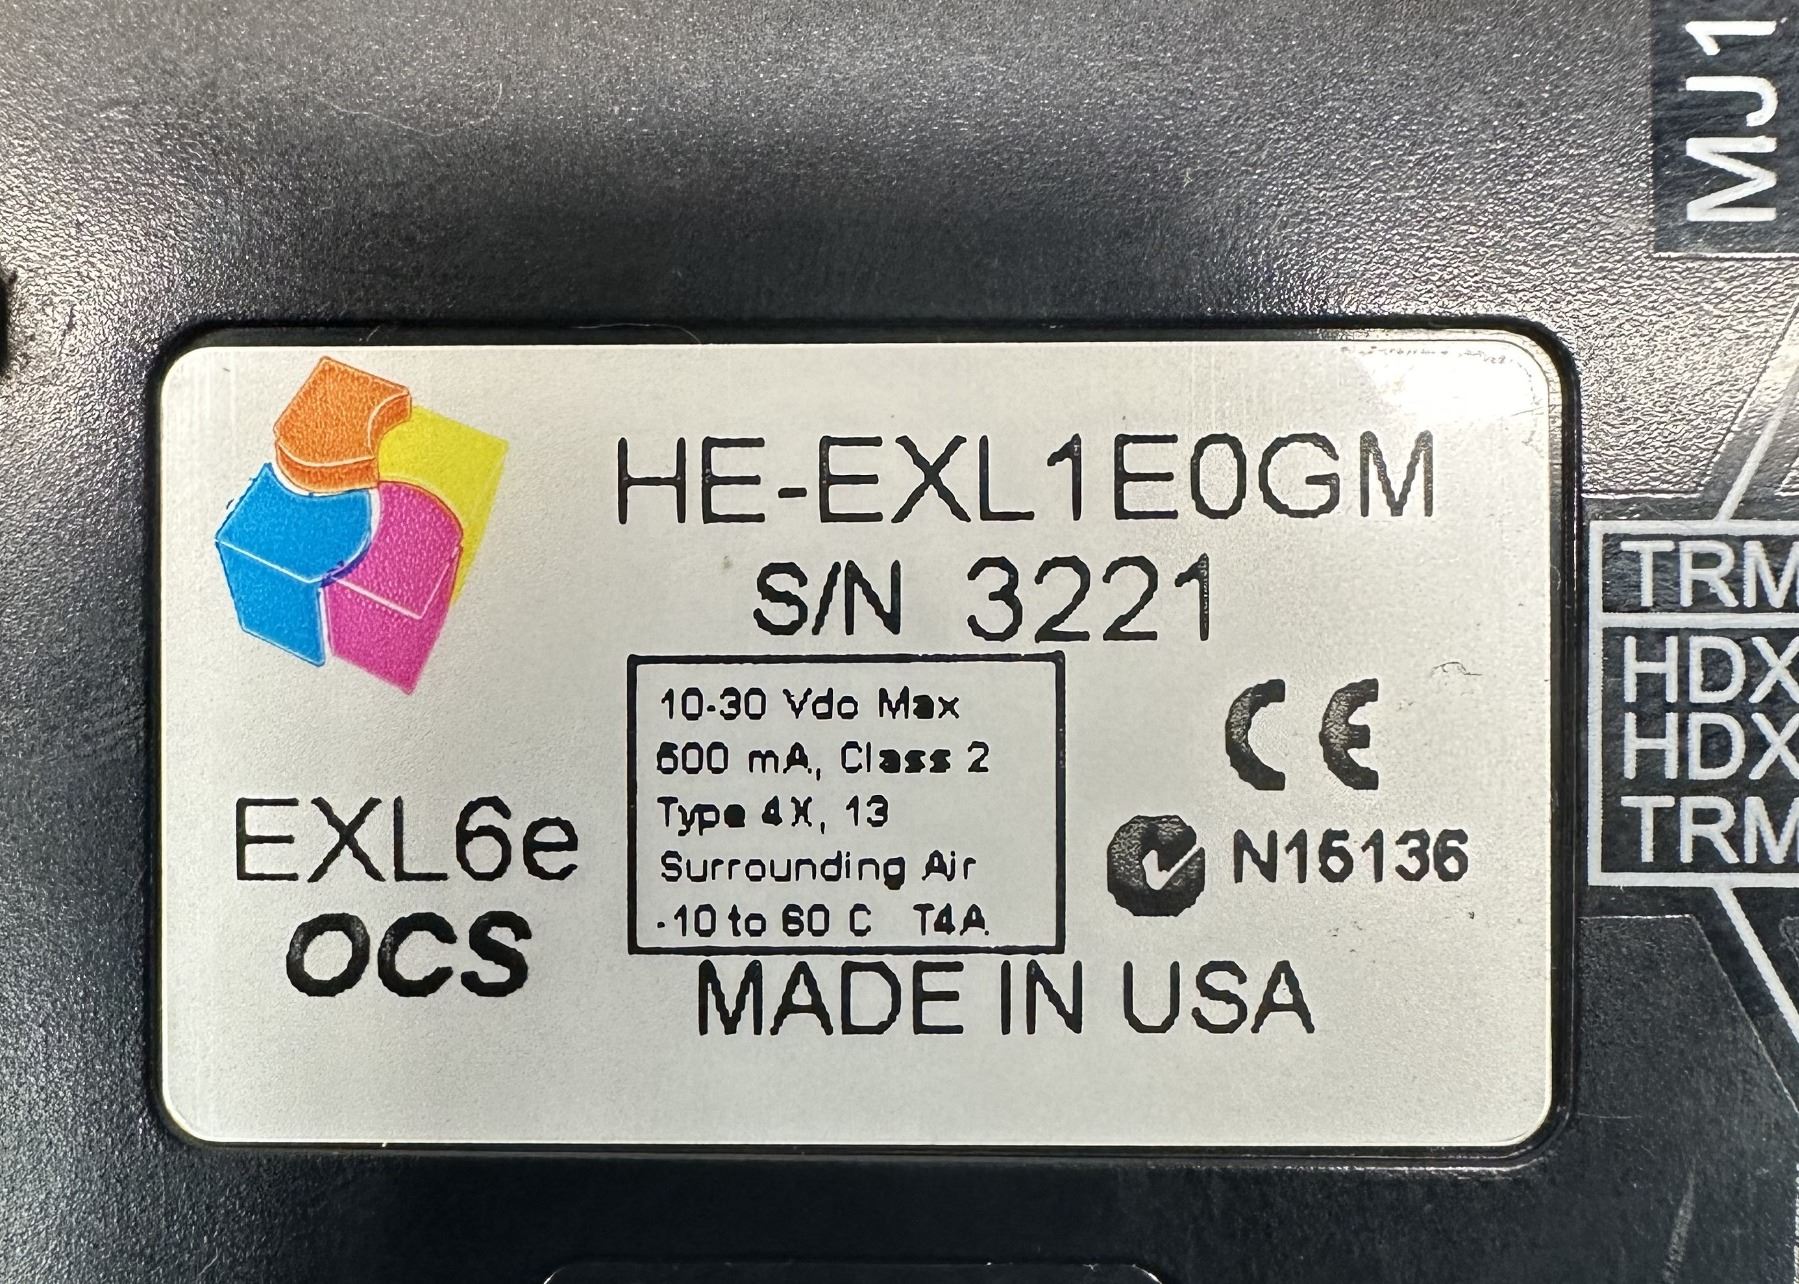 MJ1
HE-EXL1E0GM
S/N 3221
10-30 Vdc Max
600 mA, Class 2
Type 4X, 13
Surrounding Air
-10 to 60 C T4A
CE
N15136
EXL6e
OCS
MADE IN USA
TRM
HDX
HDX
TRM